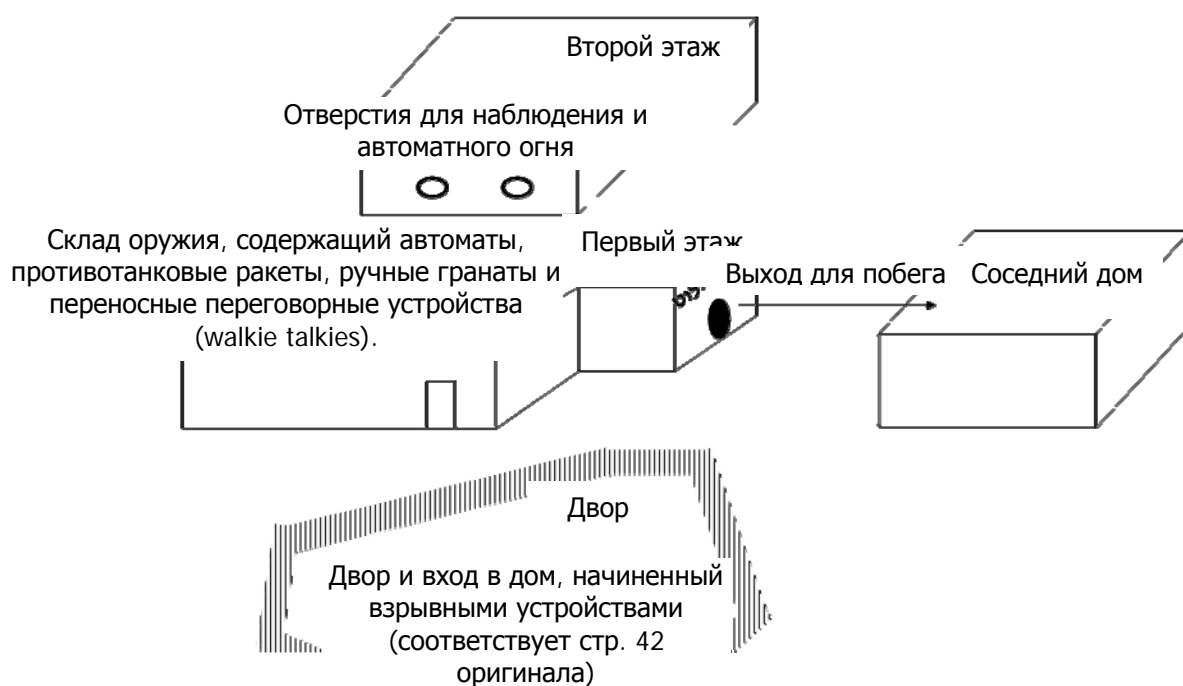 Второй этаж
Отверстия для наблюдения и
автоматного огня
Склад оружия, содержащий автоматы,
противотанковые ракеты, ручные гранаты и
переносные переговорные устройства
(walkie talkies).
Первый этаж
Выход для побега
Соседний дом
Двор
Двор и вход в дом, начиненный
взрывными устройствами
(соответствует стр. 42
оригинала)